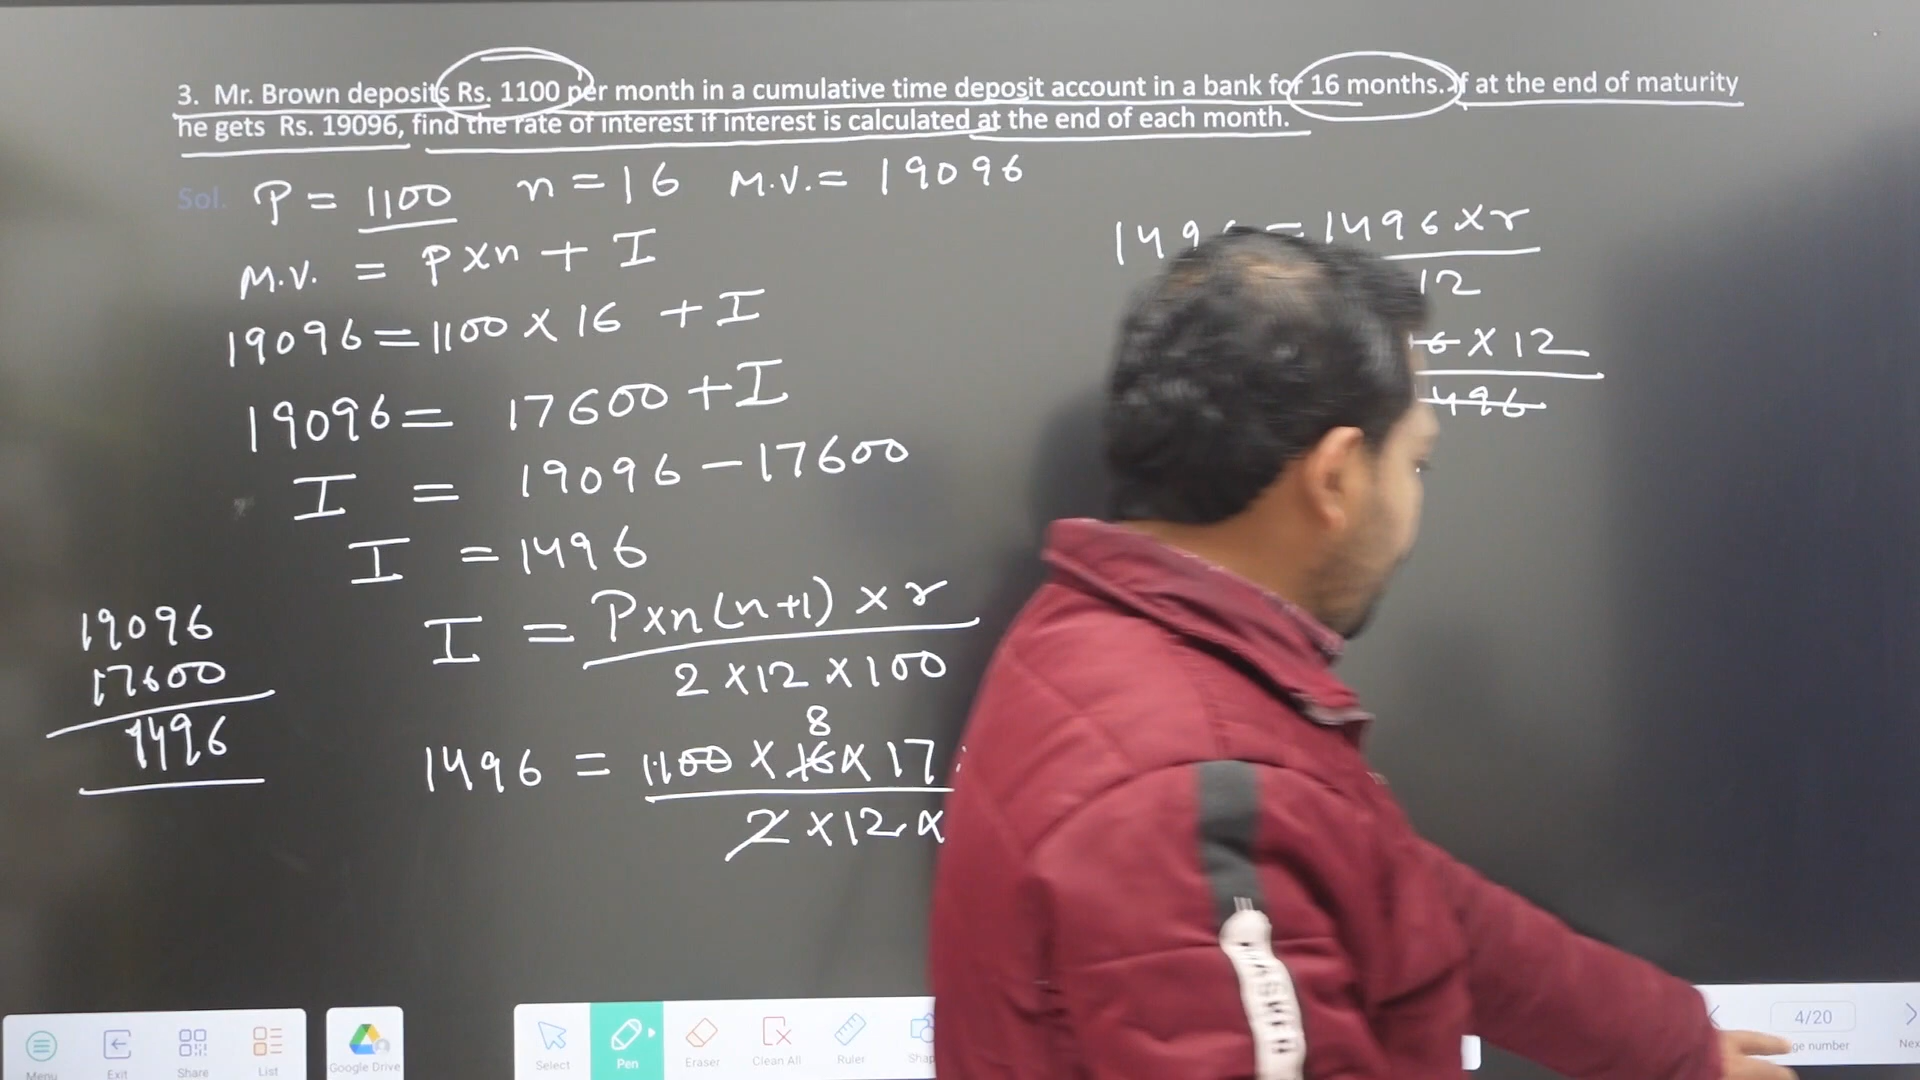 3. Mr. Brown deposits Rs. 1100 per month in a cumulative time deposit account in a bank for 16 months. If at the end of maturity
he gets Rs. 19096, find the rate of interest if interest is calculated at the end of each month.
Sol. P = 1100 n = 16 M.V. = 19096
M.V. = P×n + I
19096 = 1100 × 16 + I
19096 = 17600 + I
I = 19096 - 17600
I = 1496
I = P×n(n+1) × r
2 × 12 × 100
8
1496 = 1100 × 16 × 17
2 × 12 ×
19096
17600
1496
149 = 1496 × r
12
6 × 12
496
Menu
Exit
Share
List
Google Drive
Select
Pen
Eraser
Clean All
Ruler
4/20